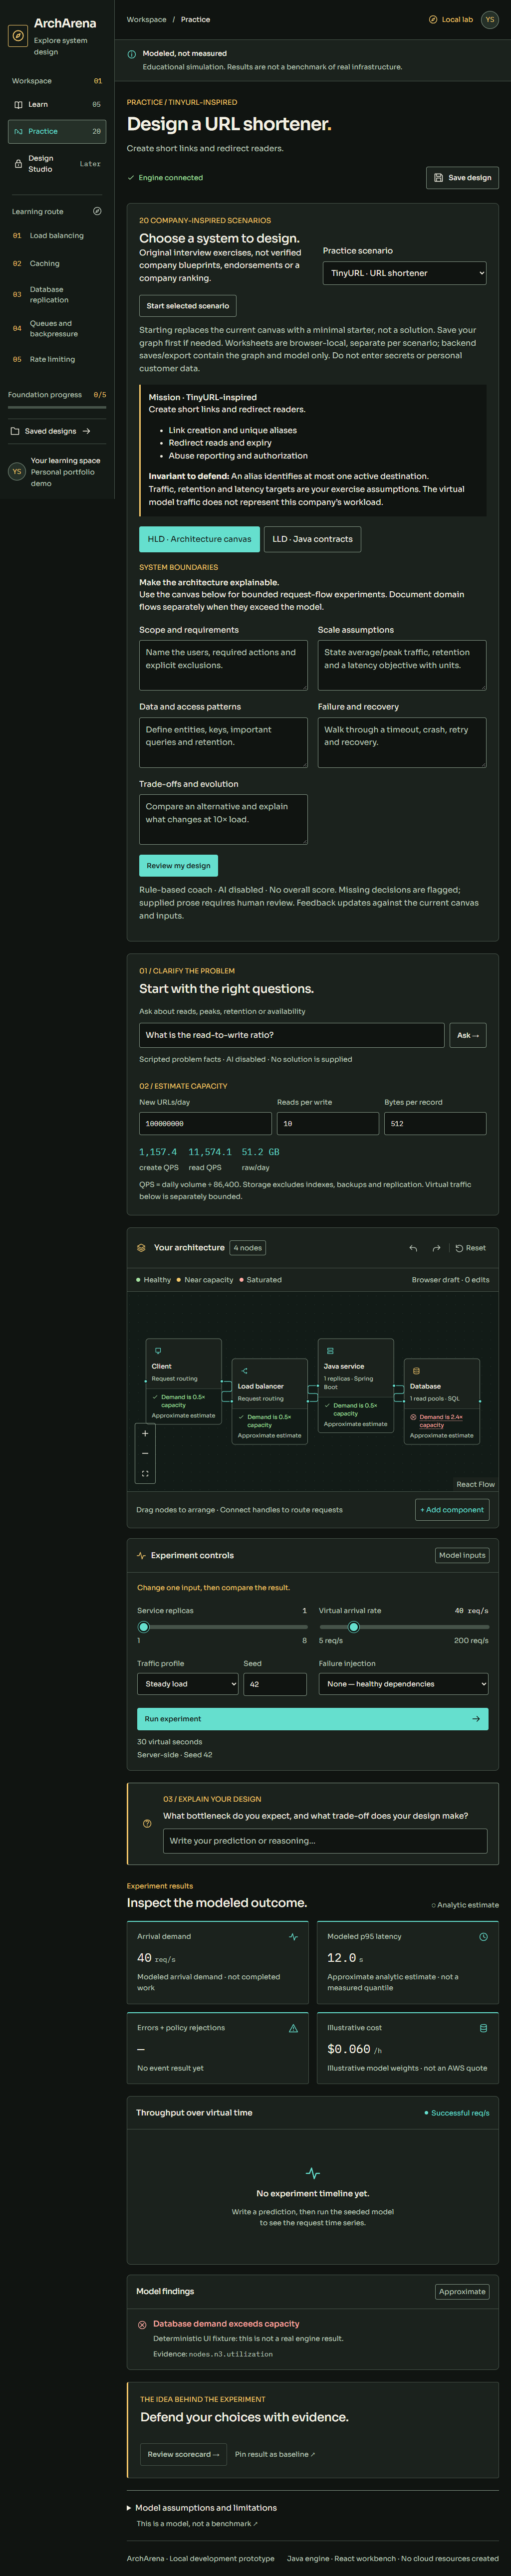 ArchArena
Explore system
design
Workspace 01
Learn 05
Practice 20
Design
Studio Later
Learning route
01 Load balancing
02 Caching
03 Database
replication
04 Queues and
backpressure
05 Rate limiting
Foundation progress 0/5
Saved designs →
YS Your learning space
Personal portfolio
demo
Workspace / Practice
Local lab YS
Modeled, not measured
Educational simulation. Results are not a benchmark of real infrastructure.
PRACTICE / TINYURL-INSPIRED
Design a URL shortener.
Create short links and redirect readers.
Engine connected
Save design
20 COMPANY-INSPIRED SCENARIOS
Choose a system to design.
Original interview exercises, not verified
company blueprints, endorsements or a
company ranking.
Practice scenario
TinyURL · URL shortener
Start selected scenario
Starting replaces the current canvas with a minimal starter, not a solution. Save your
graph first if needed. Worksheets are browser-local, separate per scenario; backend
saves/export contain the graph and model only. Do not enter secrets or personal
customer data.
Mission · TinyURL-inspired
Create short links and redirect readers.
• Link creation and unique aliases
• Redirect reads and expiry
• Abuse reporting and authorization
Invariant to defend: An alias identifies at most one active destination.
Traffic, retention and latency targets are your exercise assumptions. The virtual
model traffic does not represent this company's workload.
HLD · Architecture canvas
LLD · Java contracts
SYSTEM BOUNDARIES
Make the architecture explainable.
Use the canvas below for bounded request-flow experiments. Document domain
flows separately when they exceed the model.
Scope and requirements
Name the users, required actions and
explicit exclusions.
Scale assumptions
State average/peak traffic, retention
and a latency objective with units.
Data and access patterns
Define entities, keys, important
queries and retention.
Failure and recovery
Walk through a timeout, crash, retry
and recovery.
Trade-offs and evolution
Compare an alternative and explain
what changes at 10× load.
Review my design
Rule-based coach · AI disabled · No overall score. Missing decisions are flagged;
supplied prose requires human review. Feedback updates against the current canvas
and inputs.
01 / CLARIFY THE PROBLEM
Start with the right questions.
Ask about reads, peaks, retention or availability
What is the read-to-write ratio?
Ask →
Scripted problem facts · AI disabled · No solution is supplied
02 / ESTIMATE CAPACITY
New URLs/day Reads per write Bytes per record
100000000 10 512
1,157.4 11,574.1 51.2 GB
create QPS read QPS raw/day
QPS = daily volume ÷ 86,400. Storage excludes indexes, backups and replication. Virtual traffic
below is separately bounded.
Your architecture 4 nodes
Reset
Healthy Near capacity Saturated
Browser draft · 0 edits
Client
Request routing
Demand is 0.5×
capacity
Approximate estimate
Load balancer
Request routing
Demand is 0.5×
capacity
Approximate estimate
Java service
1 replicas · Spring
Boot
Demand is 0.5×
capacity
Approximate estimate
Database
1 read pools · SQL
Demand is 2.4×
capacity
Approximate estimate
React Flow
Drag nodes to arrange · Connect handles to route requests
+ Add component
Experiment controls
Model inputs
Change one input, then compare the result.
Service replicas 1
1 8
Virtual arrival rate 40 req/s
5 req/s 200 req/s
Traffic profile
Steady load
Seed
42
Failure injection
None — healthy dependencies
Run experiment →
30 virtual seconds
Server-side · Seed 42
03 / EXPLAIN YOUR DESIGN
What bottleneck do you expect, and what trade-off does your design make?
Write your prediction or reasoning...
Experiment results
Inspect the modeled outcome.
○ Analytic estimate
Arrival demand
40 req/s
Modeled arrival demand · not completed
work
Modeled p95 latency
12.0 s
Approximate analytic estimate · not a
measured quantile
Errors + policy rejections
—
No event result yet
Illustrative cost
$0.060 /h
Illustrative model weights · not an AWS quote
Throughput over virtual time
Successful req/s
No experiment timeline yet.
Write a prediction, then run the seeded model
to see the request time series.
Model findings
Approximate
Database demand exceeds capacity
Deterministic UI fixture: this is not a real engine result.
Evidence: nodes.n3.utilization
THE IDEA BEHIND THE EXPERIMENT
Defend your choices with evidence.
Review scorecard →
Pin result as baseline ↗
▶ Model assumptions and limitations
This is a model, not a benchmark ↗
ArchArena · Local development prototype
Java engine · React workbench · No cloud resources created